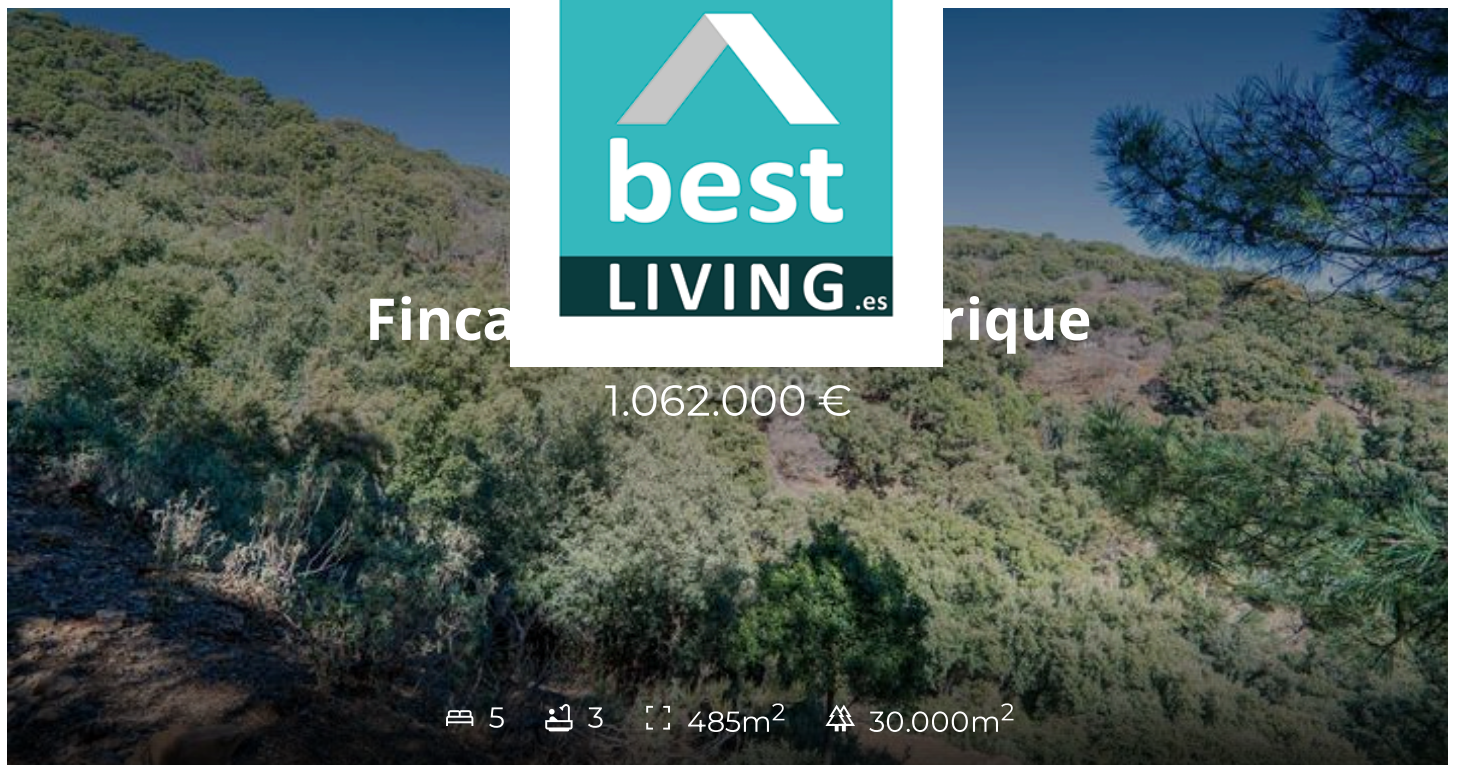 best
LIVING.es
Finca rique
1.062.000 €
5 3 485m² 30.000m²